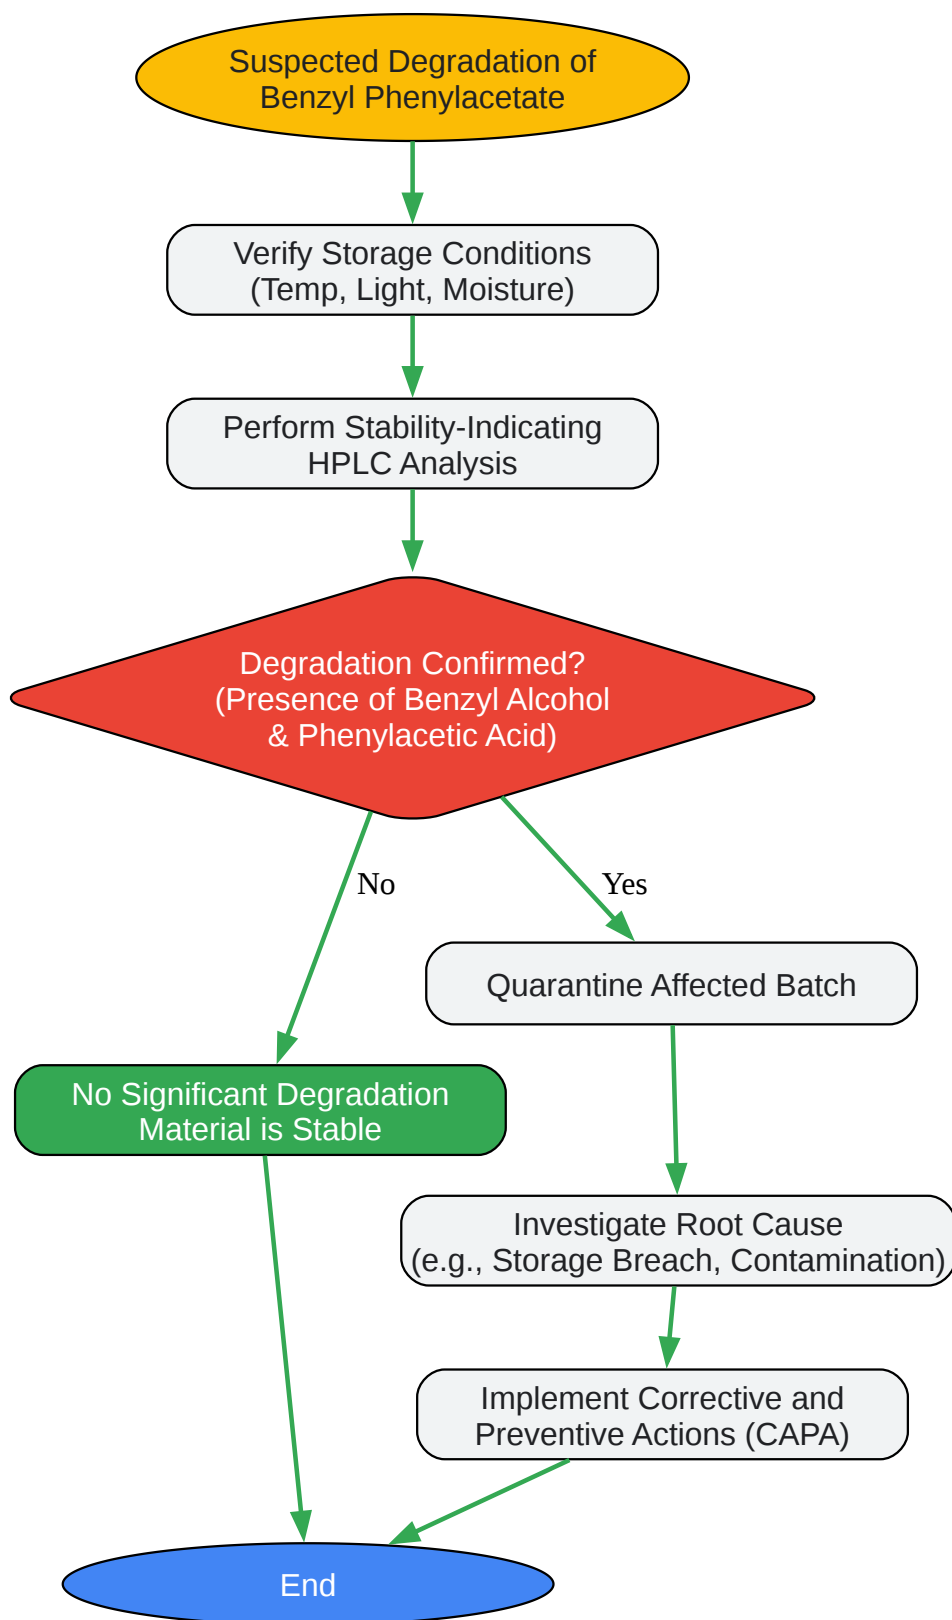 Suspected Degradation of
Benzyl Phenylacetate
Verify Storage Conditions
(Temp, Light, Moisture)
Perform Stability-Indicating
HPLC Analysis
Degradation Confirmed?
(Presence of Benzyl Alcohol
& Phenylacetic Acid)
No
Yes
Quarantine Affected Batch
No Significant Degradation
Material is Stable
Investigate Root Cause
(e.g., Storage Breach, Contamination)
Implement Corrective and
Preventive Actions (CAPA)
End